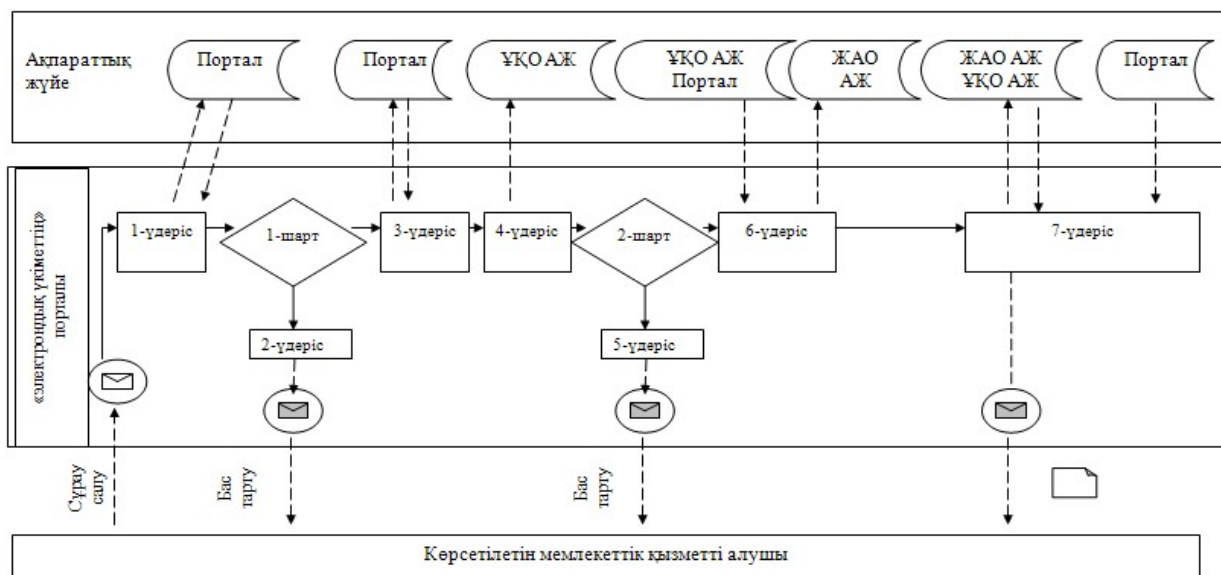 Ақпараттық
жүйе
Портал
Портал
ҰҚО АЖ
ҰҚО АЖ
Портал
ЖАО
АЖ
ЖАО АЖ
ҰҚО АЖ
Портал
«электрондық үкіметтің»
порталы
1-үдеріс
1-шарт
3-үдеріс
4-үдеріс
2-шарт
6-үдеріс
7-үдеріс
2-үдеріс
5-үдеріс
Сұрау
салу
Бас
тарту
Бас
тарту
Көрсетілетін мемлекеттік қызметті алушы